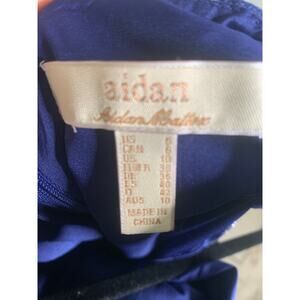 aidan
Aidan Mattox
US 6
CAN 6
UK 10
EUR 38
DE 36
ES 40
IT 42
AUS 10
MADE IN
CHINA